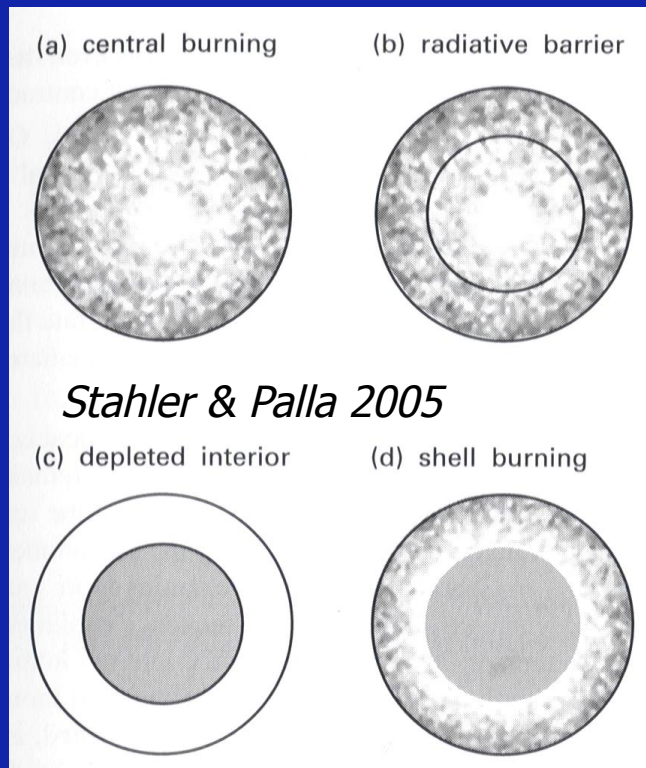 (a) central burning
(b) radiative barrier
Stahler & Palla 2005
(c) depleted interior
(d) shell burning